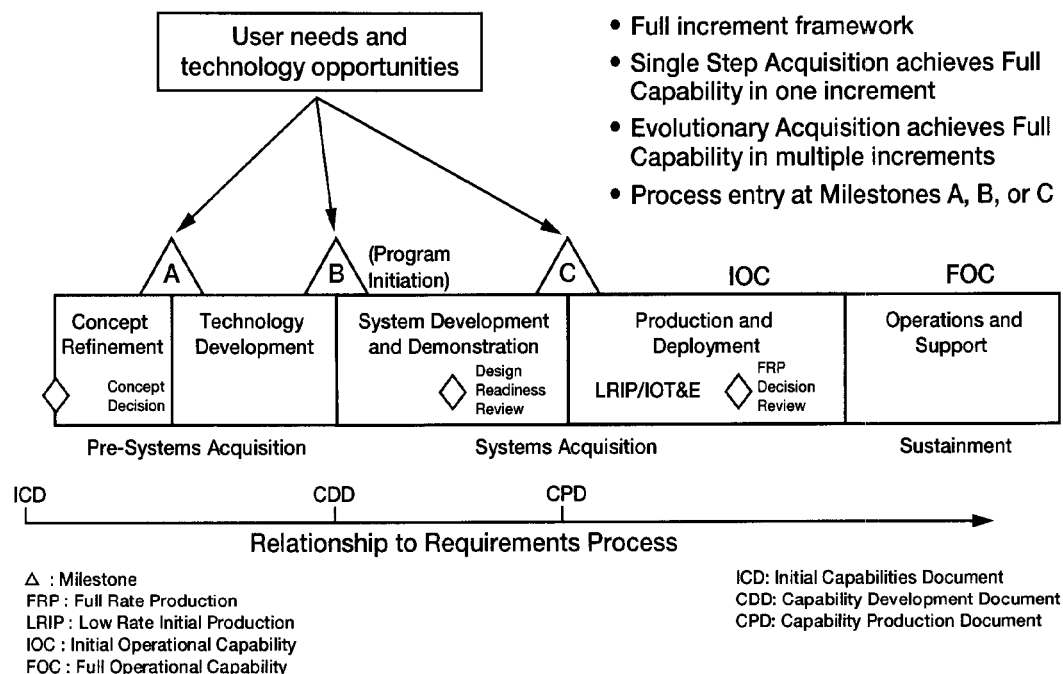 User needs and
technology opportunities
• Full increment framework
• Single Step Acquisition achieves Full
Capability in one increment
• Evolutionary Acquisition achieves Full
Capability in multiple increments
• Process entry at Milestones A, B, or C
A
B
(Program
Initiation)
C
IOC
FOC
Concept
Refinement
Technology
Development
System Development
and Demonstration
Production and
Deployment
Operations and
Support
Concept
Decision
Design
Readiness
Review
LRIP/IOT&E
FRP
Decision
Review
Pre-Systems Acquisition
Systems Acquisition
Sustainment
ICD
CDD
CPD
Relationship to Requirements Process
△ : Milestone
FRP : Full Rate Production
LRIP : Low Rate Initial Production
IOC : Initial Operational Capability
FOC : Full Operational Capability
ICD: Initial Capabilities Document
CDD: Capability Development Document
CPD: Capability Production Document